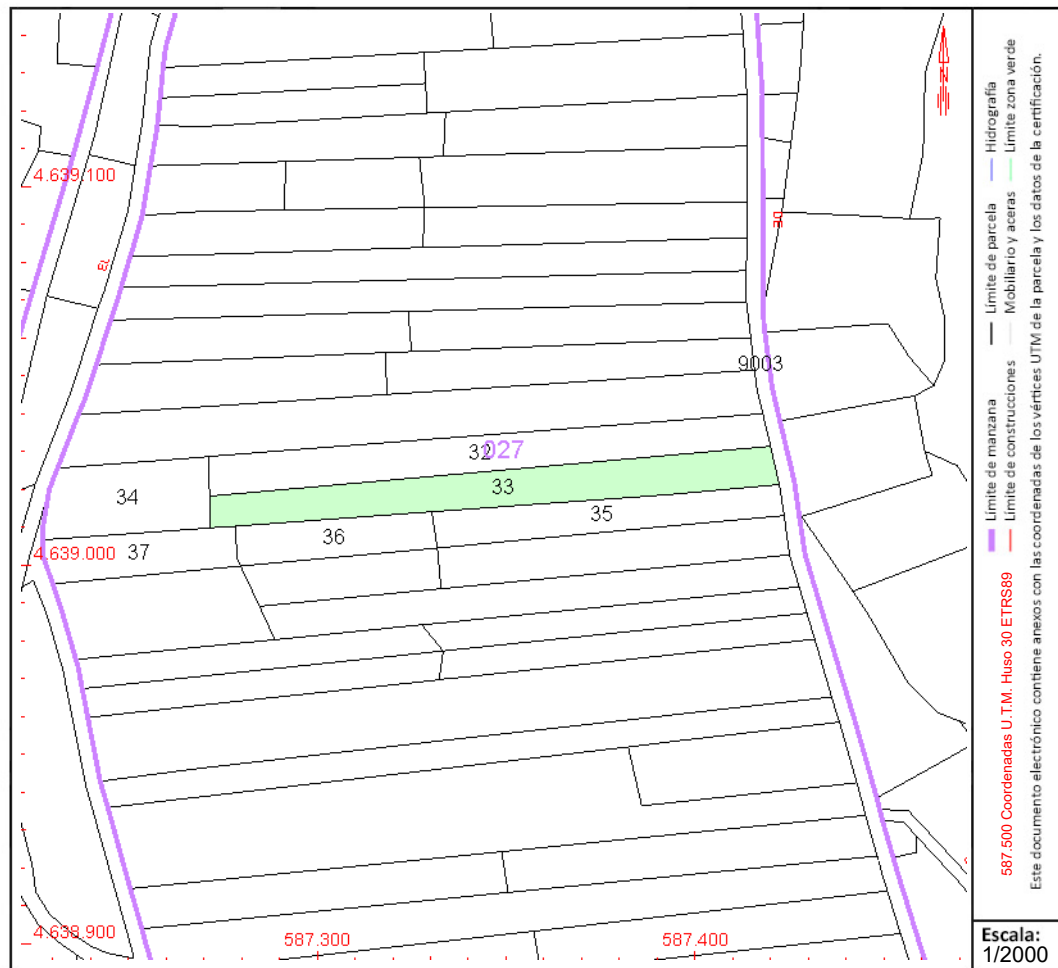 4.639.100
13
DE
9003
32
027
33
34
35
36
37
4.639.000
4.638.900
587.300
587.400
Límite de manzana
Límite de parcela
Hidrografía
Límite de construcciones
Mobiliario y aceras
Límite zona verde
587.500 Coordenadas U.T.M. Huso 30 ETRS89
Este documento electrónico contiene anexos con las coordenadas de los vértices UTM de la parcela y los datos de la certificación.
Escala:
1/2000